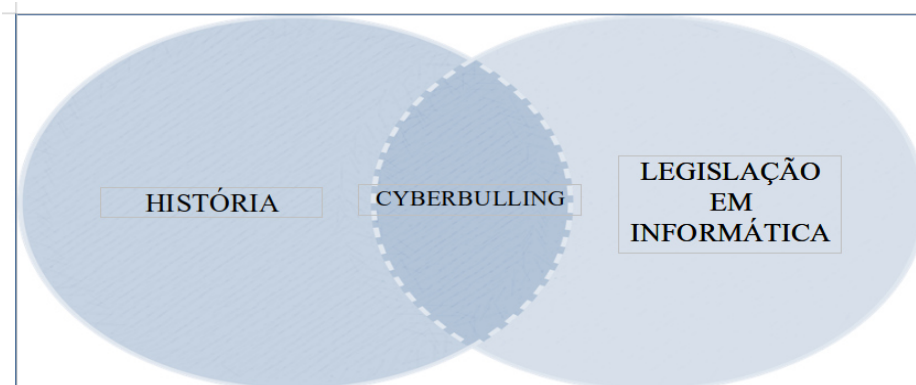 HISTÓRIA
CYBERBULLING
LEGISLAÇÃO
EM
INFORMÁTICA